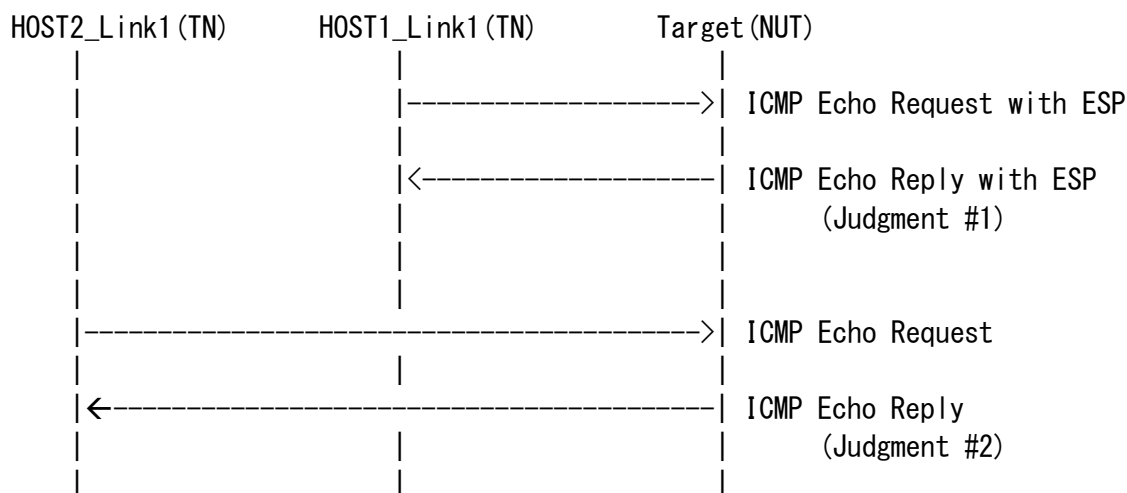 HOST2_Link1(TN) HOST1_Link1(TN) Target(NUT)
ICMP Echo Request with ESP
ICMP Echo Reply with ESP
(Judgment #1)
ICMP Echo Request
ICMP Echo Reply
(Judgment #2)